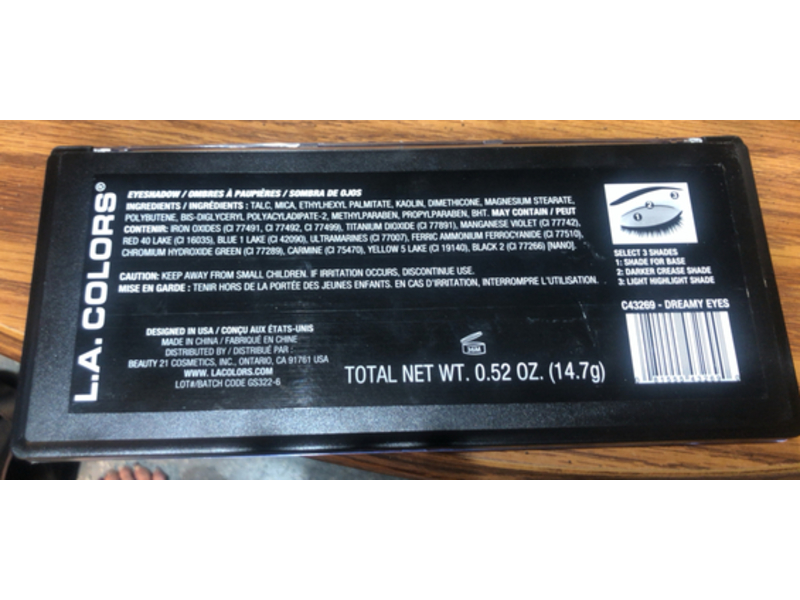 L.A. COLORS®
EYESHADOW / OMBRES À PAUPIÈRES / SOMBRA DE OJOS
INGREDIENTS / INGRÉDIENTS : TALC, MICA, ETHYLHEXYL PALMITATE, KAOLIN, DIMETHICONE, MAGNESIUM STEARATE,
POLYBUTENE, BIS-DIGLYCERYL POLYACYLADIPATE-2, METHYLPARABEN, PROPYLPARABEN, BHT. MAY CONTAIN / PEUT
CONTENIR: IRON OXIDES (CI 77491, CI 77492, CI 77499), TITANIUM DIOXIDE (CI 77891), MANGANESE VIOLET (CI 77742),
RED 40 LAKE (CI 16035), BLUE 1 LAKE (CI 42090), ULTRAMARINES (CI 77007), FERRIC AMMONIUM FERROCYANIDE (CI 77510),
CHROMIUM HYDROXIDE GREEN (CI 77289), CARMINE (CI 75470), YELLOW 5 LAKE (CI 19140), BLACK 2 (CI 77266) [NANO].
CAUTION: KEEP AWAY FROM SMALL CHILDREN. IF IRRITATION OCCURS, DISCONTINUE USE.
MISE EN GARDE : TENIR HORS DE LA PORTÉE DES JEUNES ENFANTS. EN CAS D'IRRITATION, INTERROMPRE L'UTILISATION.
DESIGNED IN USA / CONÇU AUX ÉTATS-UNIS
MADE IN CHINA / FABRIQUÉ EN CHINE
DISTRIBUTED BY / DISTRIBUÉ PAR :
BEAUTY 21 COSMETICS, INC., ONTARIO, CA 91761 USA
WWW.LACOLORS.COM
LOT#/BATCH CODE GS322-6
36M
TOTAL NET WT. 0.52 OZ. (14.7g)
2
3
1
SELECT 3 SHADES
1: SHADE FOR BASE
2: DARKER CREASE SHADE
3: LIGHT HIGHLIGHT SHADE
C43269 - DREAMY EYES